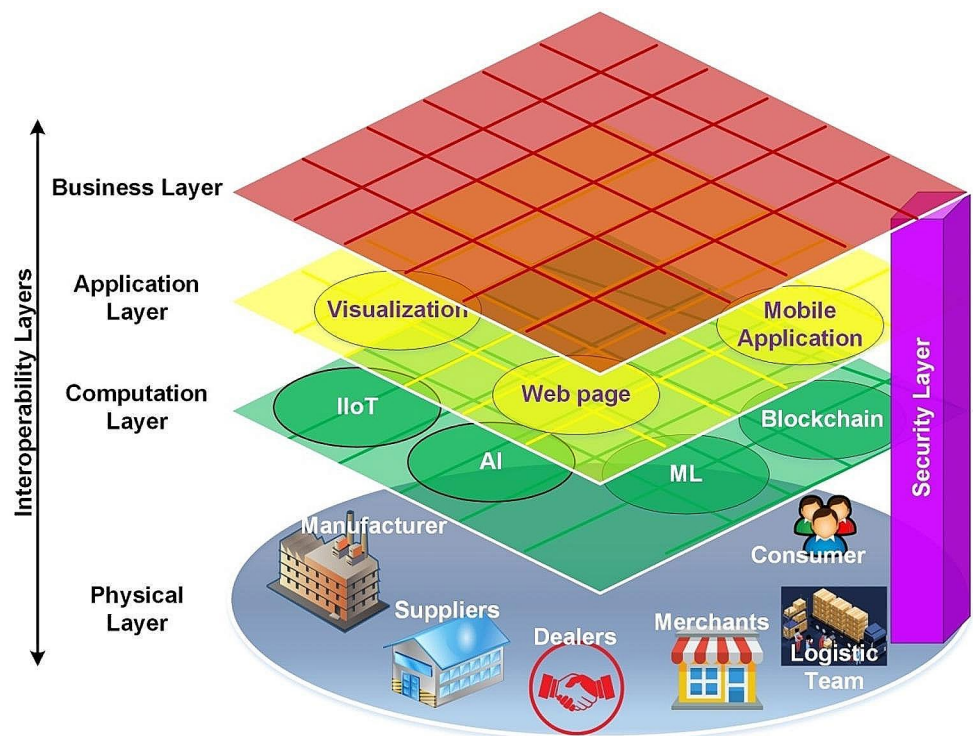 Interoperability Layers
Business Layer
Application
Layer
Visualization
Mobile
Application
Web page
Computation
Layer
IIoT
AI
ML
Blockchain
Security Layer
Physical
Layer
Manufacturer
Suppliers
Dealers
Merchants
Consumer
Logistic
Team